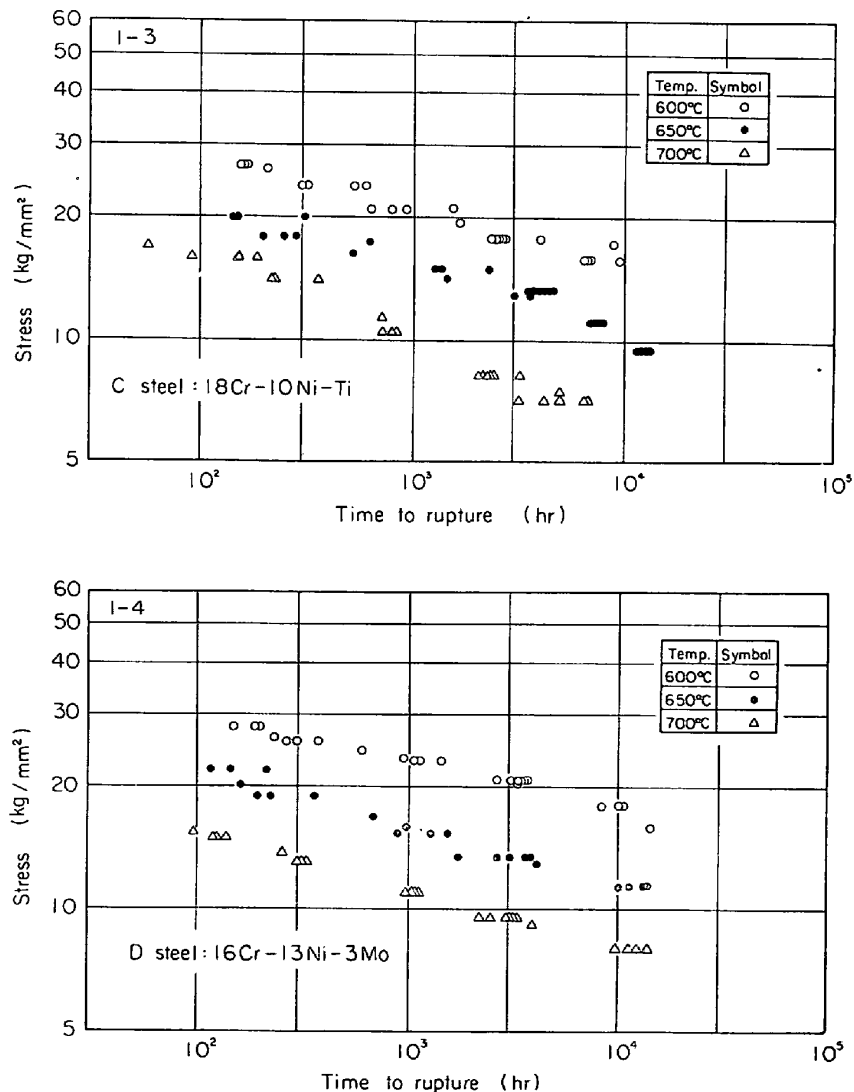 60
50
40
30
20
10
5
1-3
Temp. Symbol
600°C ○
650°C ●
700°C △
Stress (kg/mm²)
C steel : 18Cr-10Ni-Ti
10² 10³ 10⁴ 10⁵
Time to rupture (hr)
60
50
40
30
20
10
5
1-4
Temp. Symbol
600°C ○
650°C ●
700°C △
Stress (kg/mm²)
D steel : 16Cr-13Ni-3Mo
10² 10³ 10⁴ 10⁵
Time to rupture (hr)